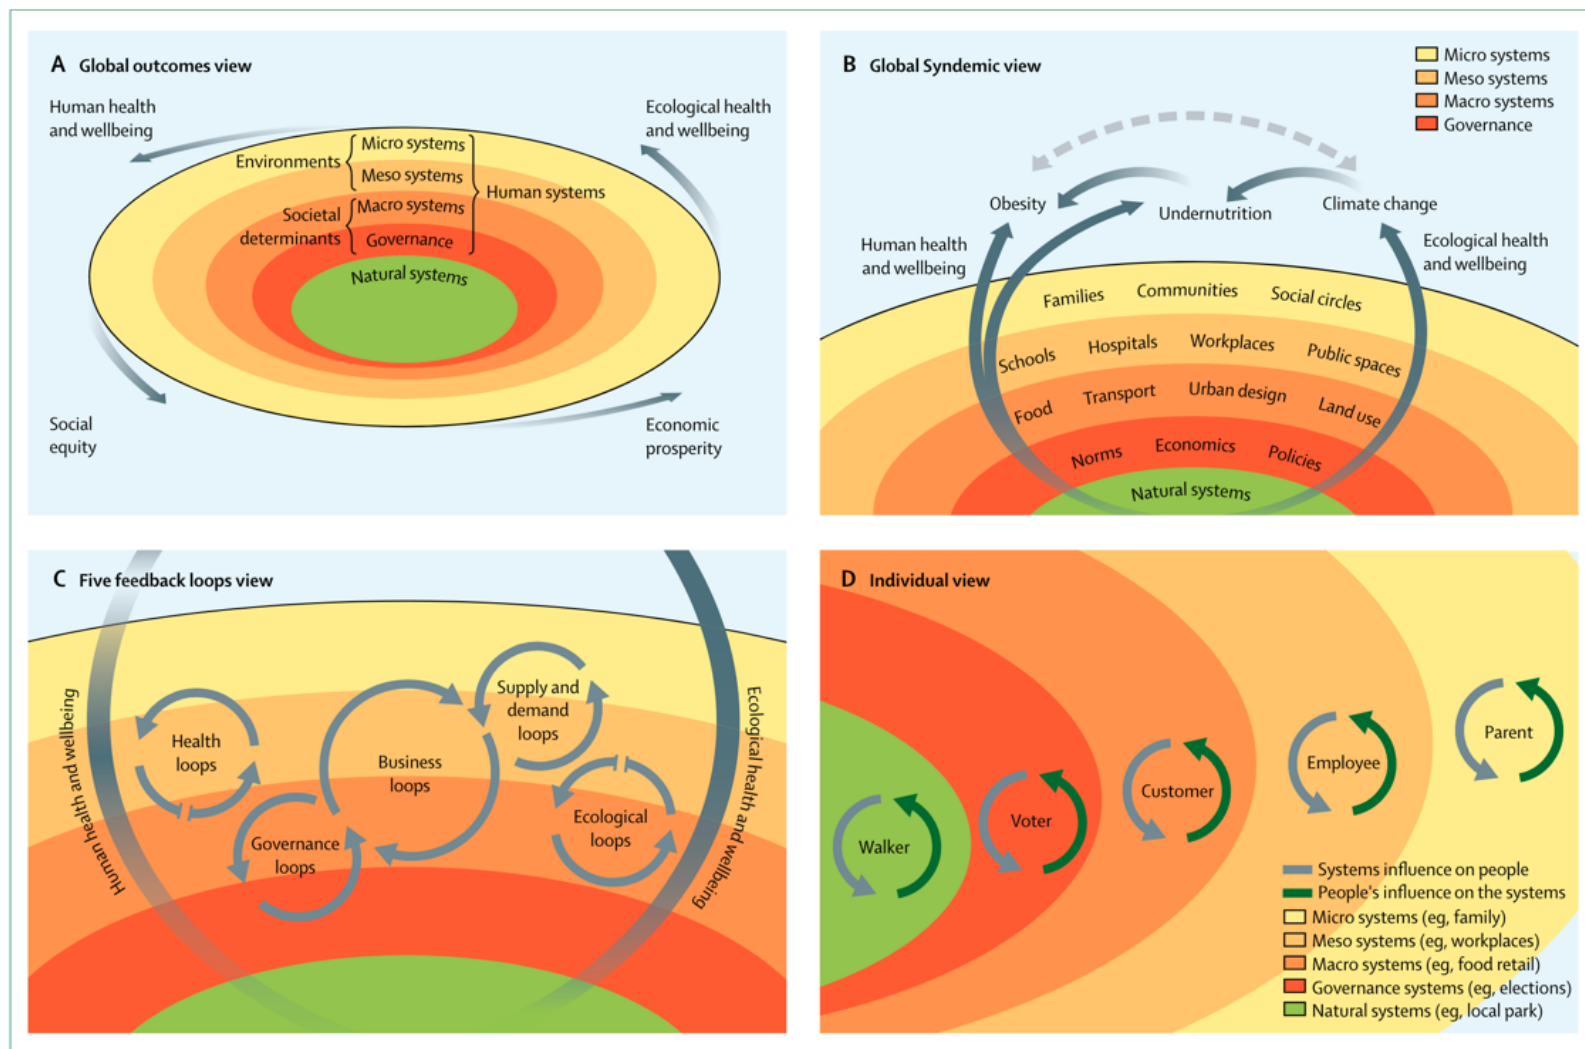 A Global outcomes view
Human health
and wellbeing
Ecological health
and wellbeing
Environments
Micro systems
Meso systems
Human systems
Societal
determinants
Macro systems
Governance
Natural systems
Social
equity
Economic
prosperity
B Global Syndemic view
Micro systems
Meso systems
Macro systems
Governance
Obesity
Undernutrition
Climate change
Human health
and wellbeing
Ecological health
and wellbeing
Families Communities Social circles
Schools Hospitals Workplaces Public spaces
Food Transport Urban design Land use
Norms Economics Policies
Natural systems
C Five feedback loops view
Human health and wellbeing
Health
loops
Governance
loops
Business
loops
Supply and
demand
loops
Ecological
loops
Ecological health and wellbeing
D Individual view
Walker
Voter
Customer
Employee
Parent
Systems influence on people
People's influence on the systems
Micro systems (eg, family)
Meso systems (eg, workplaces)
Macro systems (eg, food retail)
Governance systems (eg, elections)
Natural systems (eg, local park)